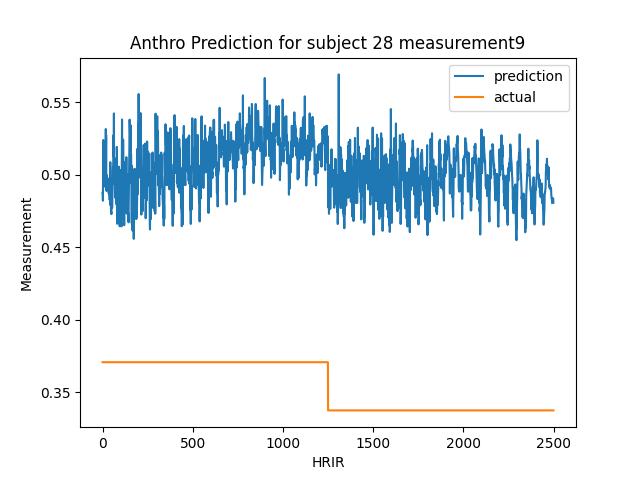 Anthro Prediction for subject 28 measurement9
prediction
actual
0.55
0.50
0.45
0.40
0.35
Measurement
0
500
1000
1500
2000
2500
HRIR